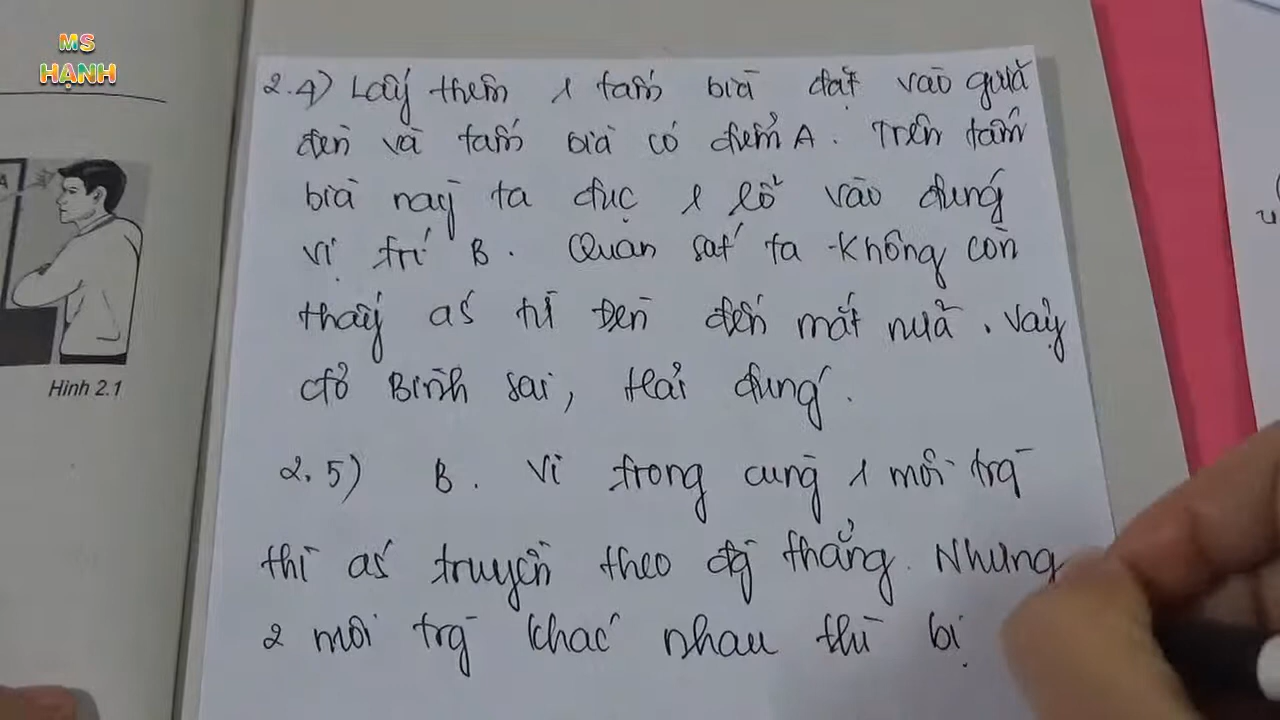 MS
HẠNH
A
Hình 2.1
2.4) Lấy thêm 1 tấm bìa đặt vào giữa
đèn và tấm bìa có điểm A. Trên tấm
bìa này ta đục 1 lỗ vào đúng
vị trí B. Quan sát ta không còn
thấy as từ Đèn đến mắt nữa. Vậy
chỗ Bình sai, Hải đúng.
2.5) B. Vì trong cùng 1 môi trg
thì as truyền theo đg thẳng. Nhưng
2 môi trg khác nhau thì bị